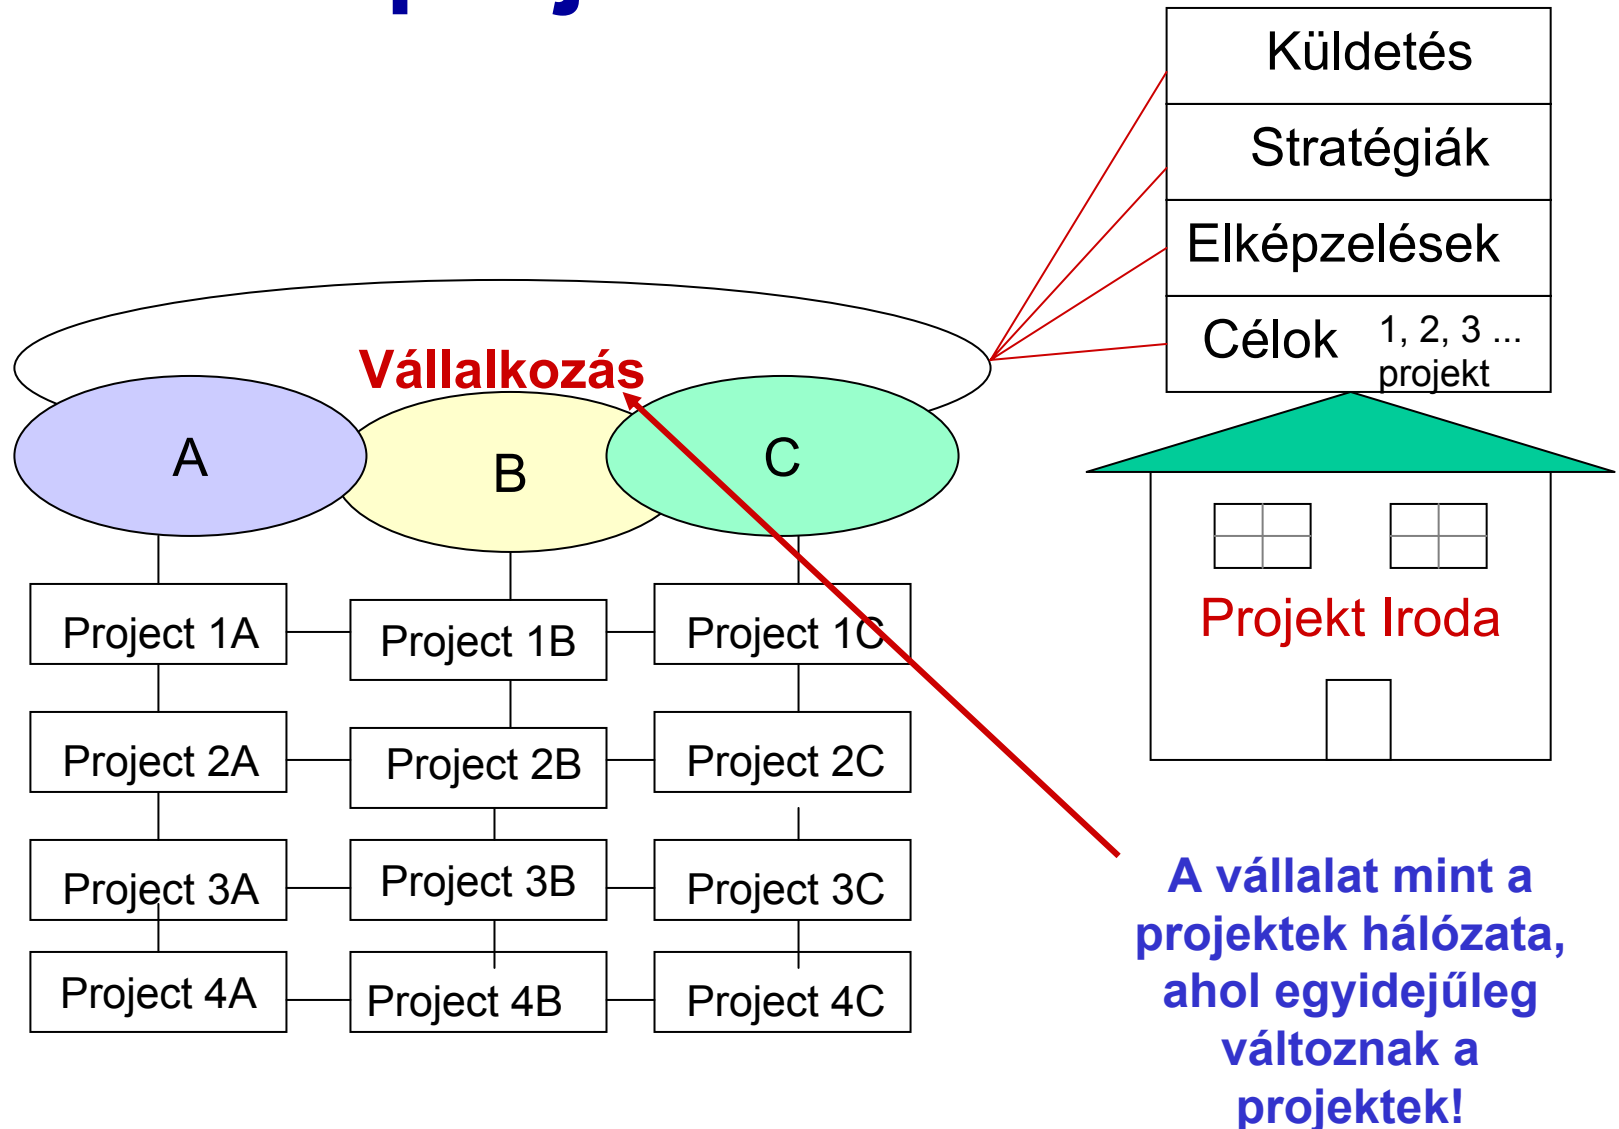 Küldetés
Stratégiák
Elképzelések
Célok
1, 2, 3 ...
projekt
Vállalkozás
A
B
C
Project 1A
Project 1B
Project 1C
Project 2A
Project 2B
Project 2C
Project 3A
Project 3B
Project 3C
Project 4A
Project 4B
Project 4C
Projekt Iroda
A vállalat mint a
projektek hálózata,
ahol egyidejűleg
változnak a
projektek!